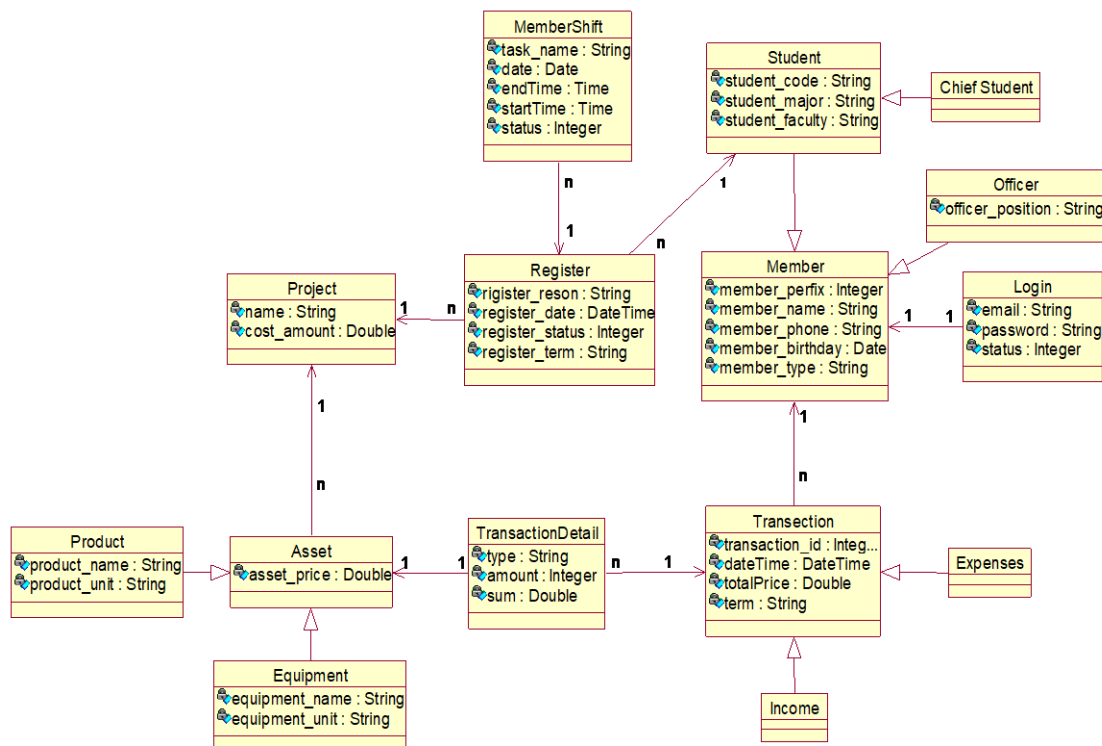 MemberShift
task_name : String
date : Date
endTime : Time
startTime : Time
status : Integer
Student
student_code : String
student_major : String
student_faculty : String
Chief Student
Officer
officer_position : String
n
1
1
n
Register
rigister_reson : String
register_date : DateTime
register_status : Integer
register_term : String
Member
member_perfix : Integer
member_name : String
member_phone : String
member_birthday : Date
member_type : String
Login
email : String
password : String
status : Integer
1
1
Project
name : String
cost_amount : Double
1
n
1
n
1
n
Product
product_name : String
product_unit : String
Asset
asset_price : Double
1
1
TransactionDetail
type : String
amount : Integer
sum : Double
n
1
Transection
transaction_id : Integ...
dateTime : DateTime
totalPrice : Double
term : String
Expenses
Equipment
equipment_name : String
equipment_unit : String
Income